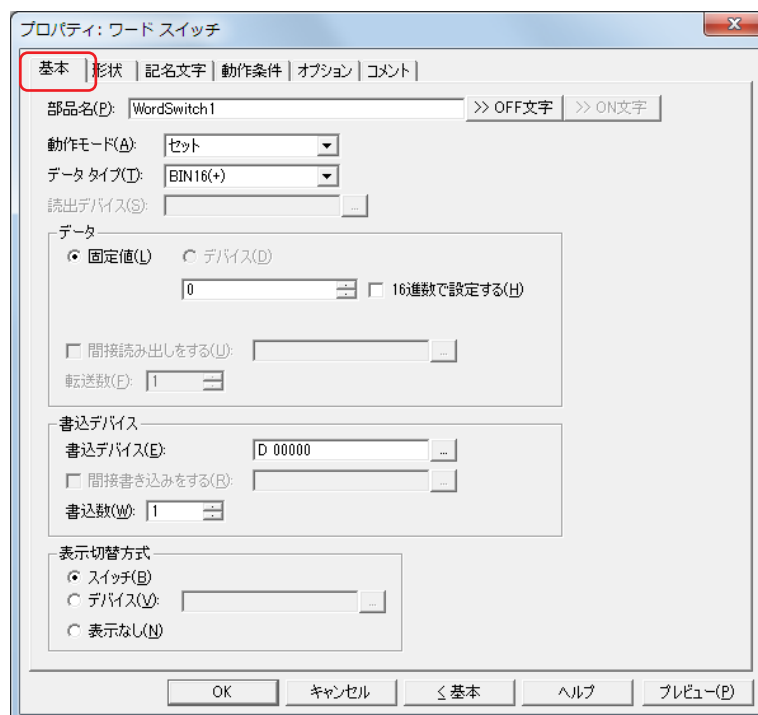 プロパティ: ワード スイッチ
基本 形状 記名文字 動作条件 オプション コメント
部品名(P): WordSwitch1 >> OFF文字 >> ON文字
動作モード(A): セット
データ タイプ(T): BIN16(+)
読出デバイス(S): ...
データ
固定値(L) デバイス(D)
0 16進数で設定する(H)
間接読み出しをする(U): ...
転送数(F): 1
書込デバイス
書込デバイス(E): D 00000 ...
間接書き込みをする(R): ...
書込数(W): 1
表示切替方式
スイッチ(B)
デバイス(V): ...
表示なし(N)
OK キャンセル < 基本 ヘルプ プレビュー(P)